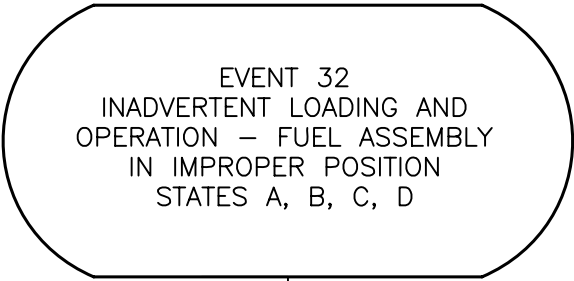 EVENT 32
INADVERTENT LOADING AND
OPERATION – FUEL ASSEMBLY
IN IMPROPER POSITION
STATES A, B, C, D